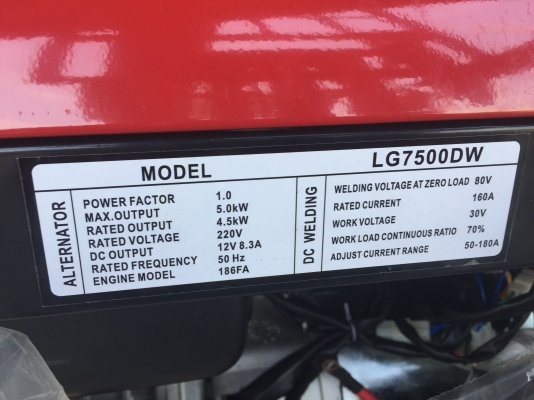 MODEL LG7500DW
ALTERNATOR
POWER FACTOR 1.0
MAX.OUTPUT 5.0kW
RATED OUTPUT 4.5kW
RATED VOLTAGE 220V
DC OUTPUT 12V 8.3A
RATED FREQUENCY 50 Hz
ENGINE MODEL 186FA
DC WELDING
WELDING VOLTAGE AT ZERO LOAD 80V
RATED CURRENT 160A
WORK VOLTAGE 30V
WORK LOAD CONTINUOUS RATIO 70%
ADJUST CURRENT RANGE 50-180A